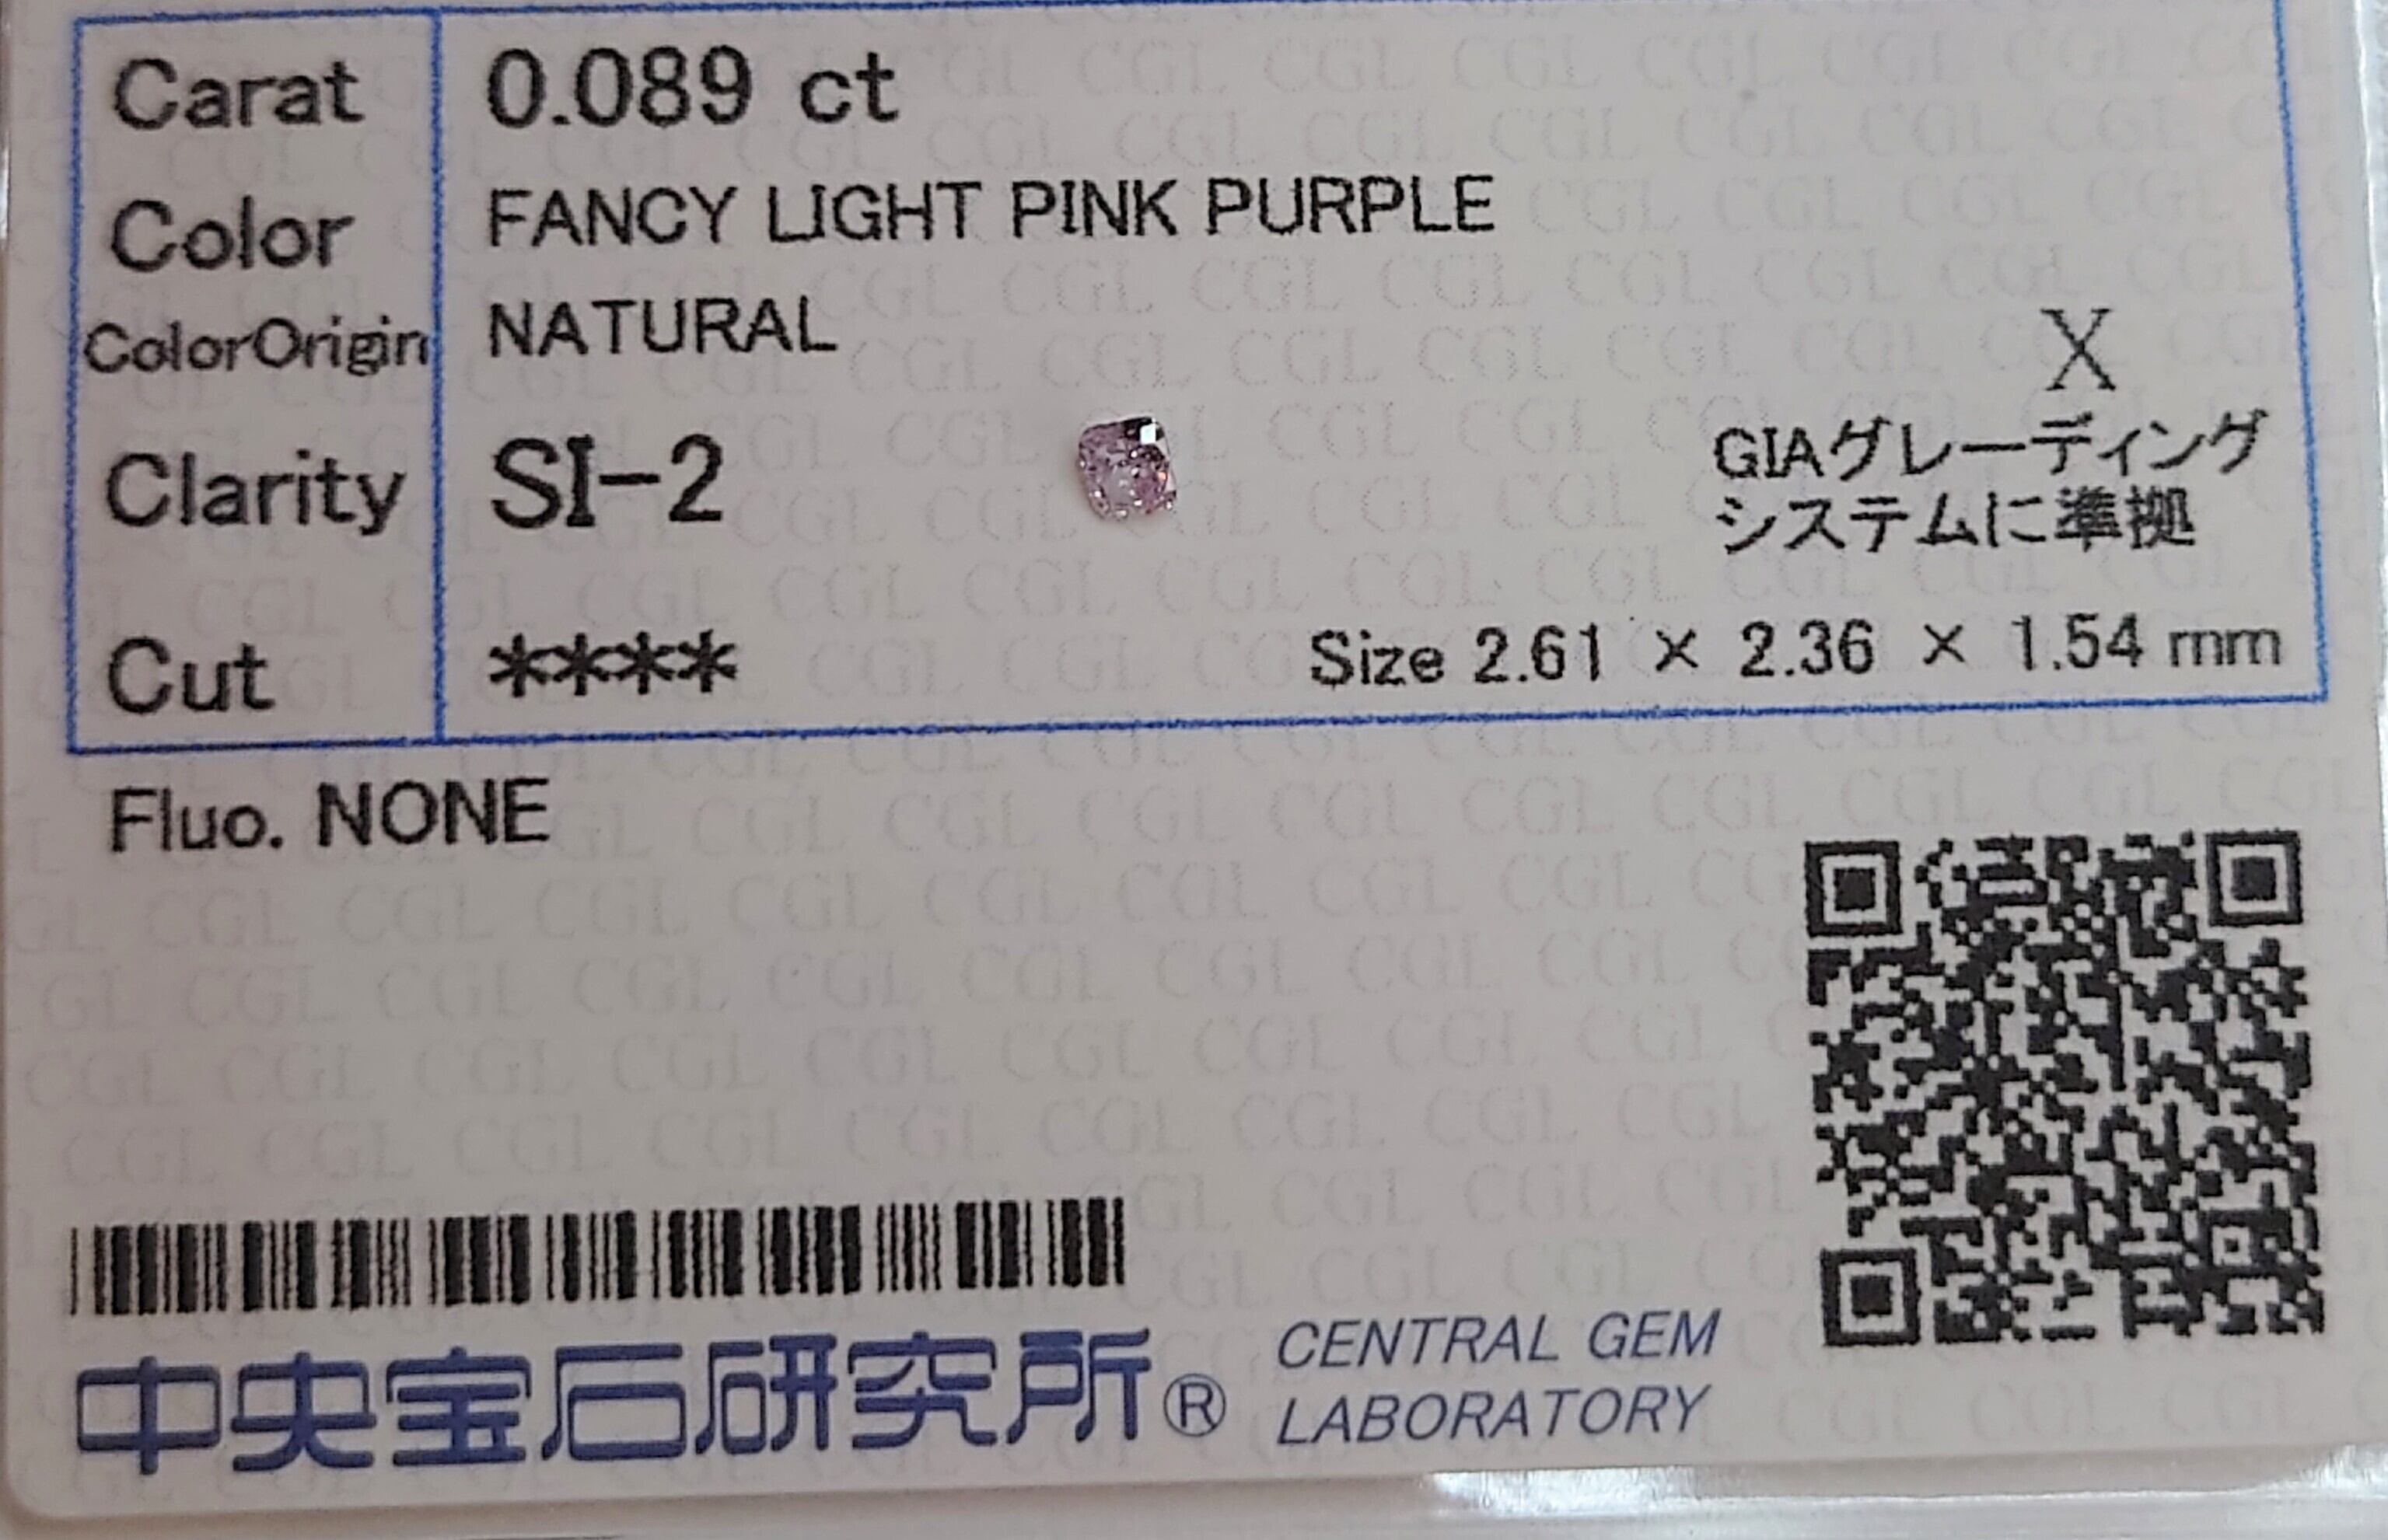 Carat 0.089 ct
Color FANCY LIGHT PINK PURPLE
ColorOrigin NATURAL
X
Clarity SI-2
GIAグレーディング
システムに準拠
Cut ****
Size 2.61 × 2.36 × 1.54 mm
Fluo. NONE
中央宝石研究所®
CENTRAL GEM
LABORATORY